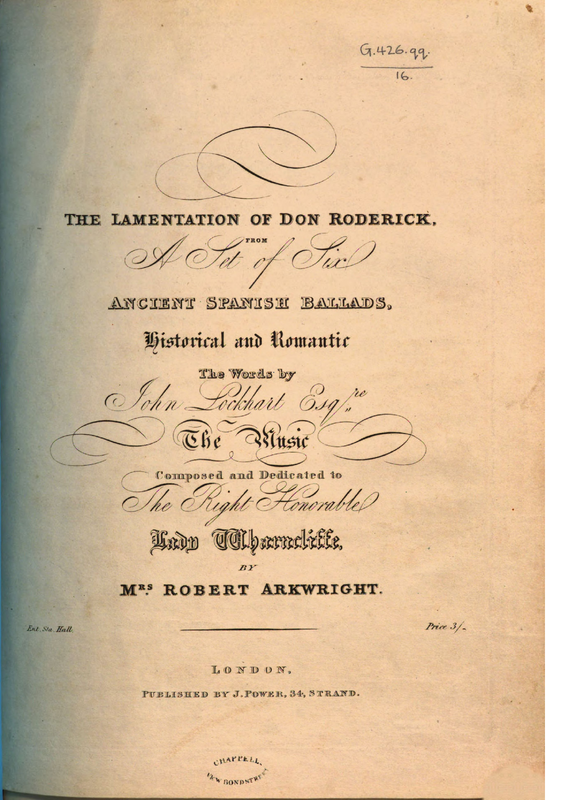 G.426.qq.
16.
THE LAMENTATION OF DON RODERICK,
FROM
A Set of Six
ANCIENT SPANISH BALLADS,
Historical and Romantic
The Words by
John Lockhart Esqre
The Music
Composed and Dedicated to
The Right Honorable
Lady Wharncliffe,
BY
MRS. ROBERT ARKWRIGHT.
Ent. Sta. Hall.
Price 3/-
LONDON,
PUBLISHED BY J. POWER, 34, STRAND.
CHAPPELL.
NEW BOND STREET